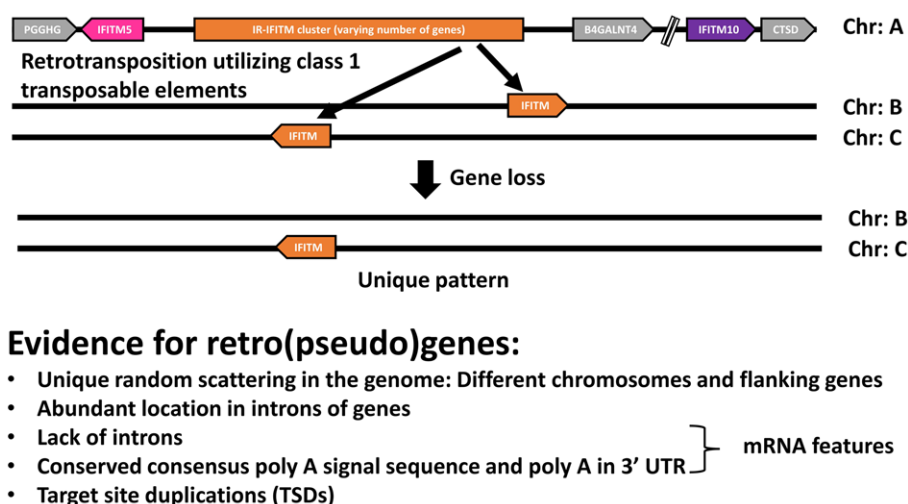 PGGHG IFITM5 IR-IFITM cluster (varying number of genes) B4GALNT4 IFITM10 CTSD Chr: A
Retrotransposition utilizing class 1
transposable elements
IFITM Chr: B
IFITM Chr: C
Gene loss
Chr: B
IFITM Chr: C
Unique pattern
Evidence for retro(pseudo)genes:
• Unique random scattering in the genome: Different chromosomes and flanking genes
• Abundant location in introns of genes
• Lack of introns
• Conserved consensus poly A signal sequence and poly A in 3’ UTR
mRNA features
• Target site duplications (TSDs)